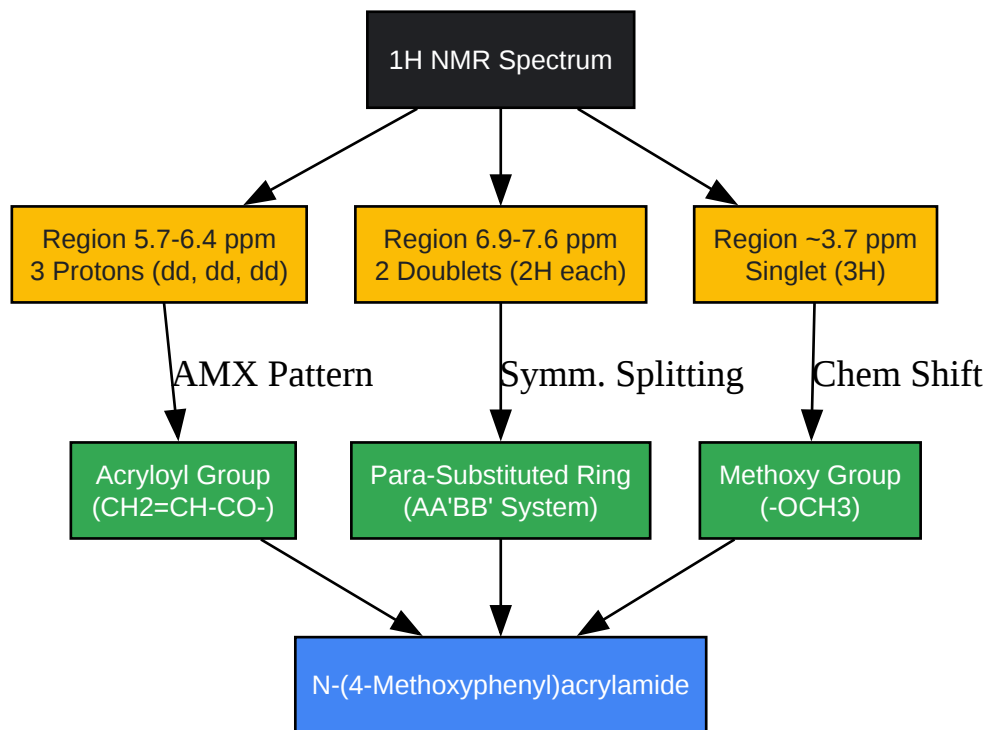 1H NMR Spectrum
Region 5.7-6.4 ppm
3 Protons (dd, dd, dd)
Region 6.9-7.6 ppm
2 Doublets (2H each)
Region ~3.7 ppm
Singlet (3H)
AMX Pattern
Symm. Splitting
Chem Shift
Acryloyl Group
(CH2=CH-CO-)
Para-Substituted Ring
(AA'BB' System)
Methoxy Group
(-OCH3)
N-(4-Methoxyphenyl)acrylamide